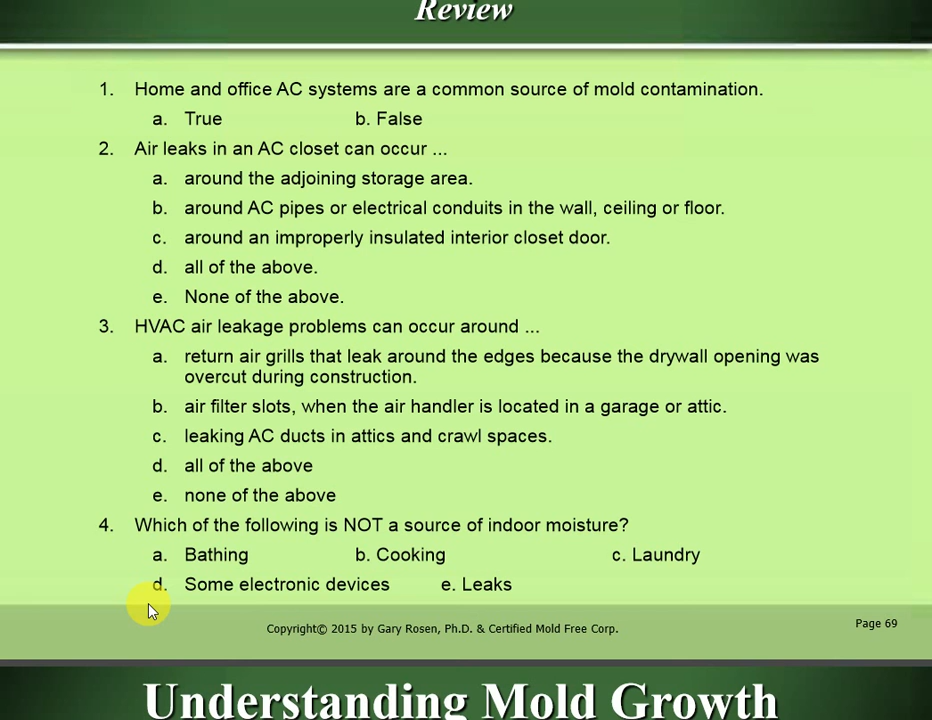 Review
1. Home and office AC systems are a common source of mold contamination.
a. True b. False
2. Air leaks in an AC closet can occur ...
a. around the adjoining storage area.
b. around AC pipes or electrical conduits in the wall, ceiling or floor.
c. around an improperly insulated interior closet door.
d. all of the above.
e. None of the above.
3. HVAC air leakage problems can occur around ...
a. return air grills that leak around the edges because the drywall opening was
overcut during construction.
b. air filter slots, when the air handler is located in a garage or attic.
c. leaking AC ducts in attics and crawl spaces.
d. all of the above
e. none of the above
4. Which of the following is NOT a source of indoor moisture?
a. Bathing b. Cooking c. Laundry
d. Some electronic devices e. Leaks
Copyright© 2015 by Gary Rosen, Ph.D. & Certified Mold Free Corp. Page 69
Understanding Mold Growth